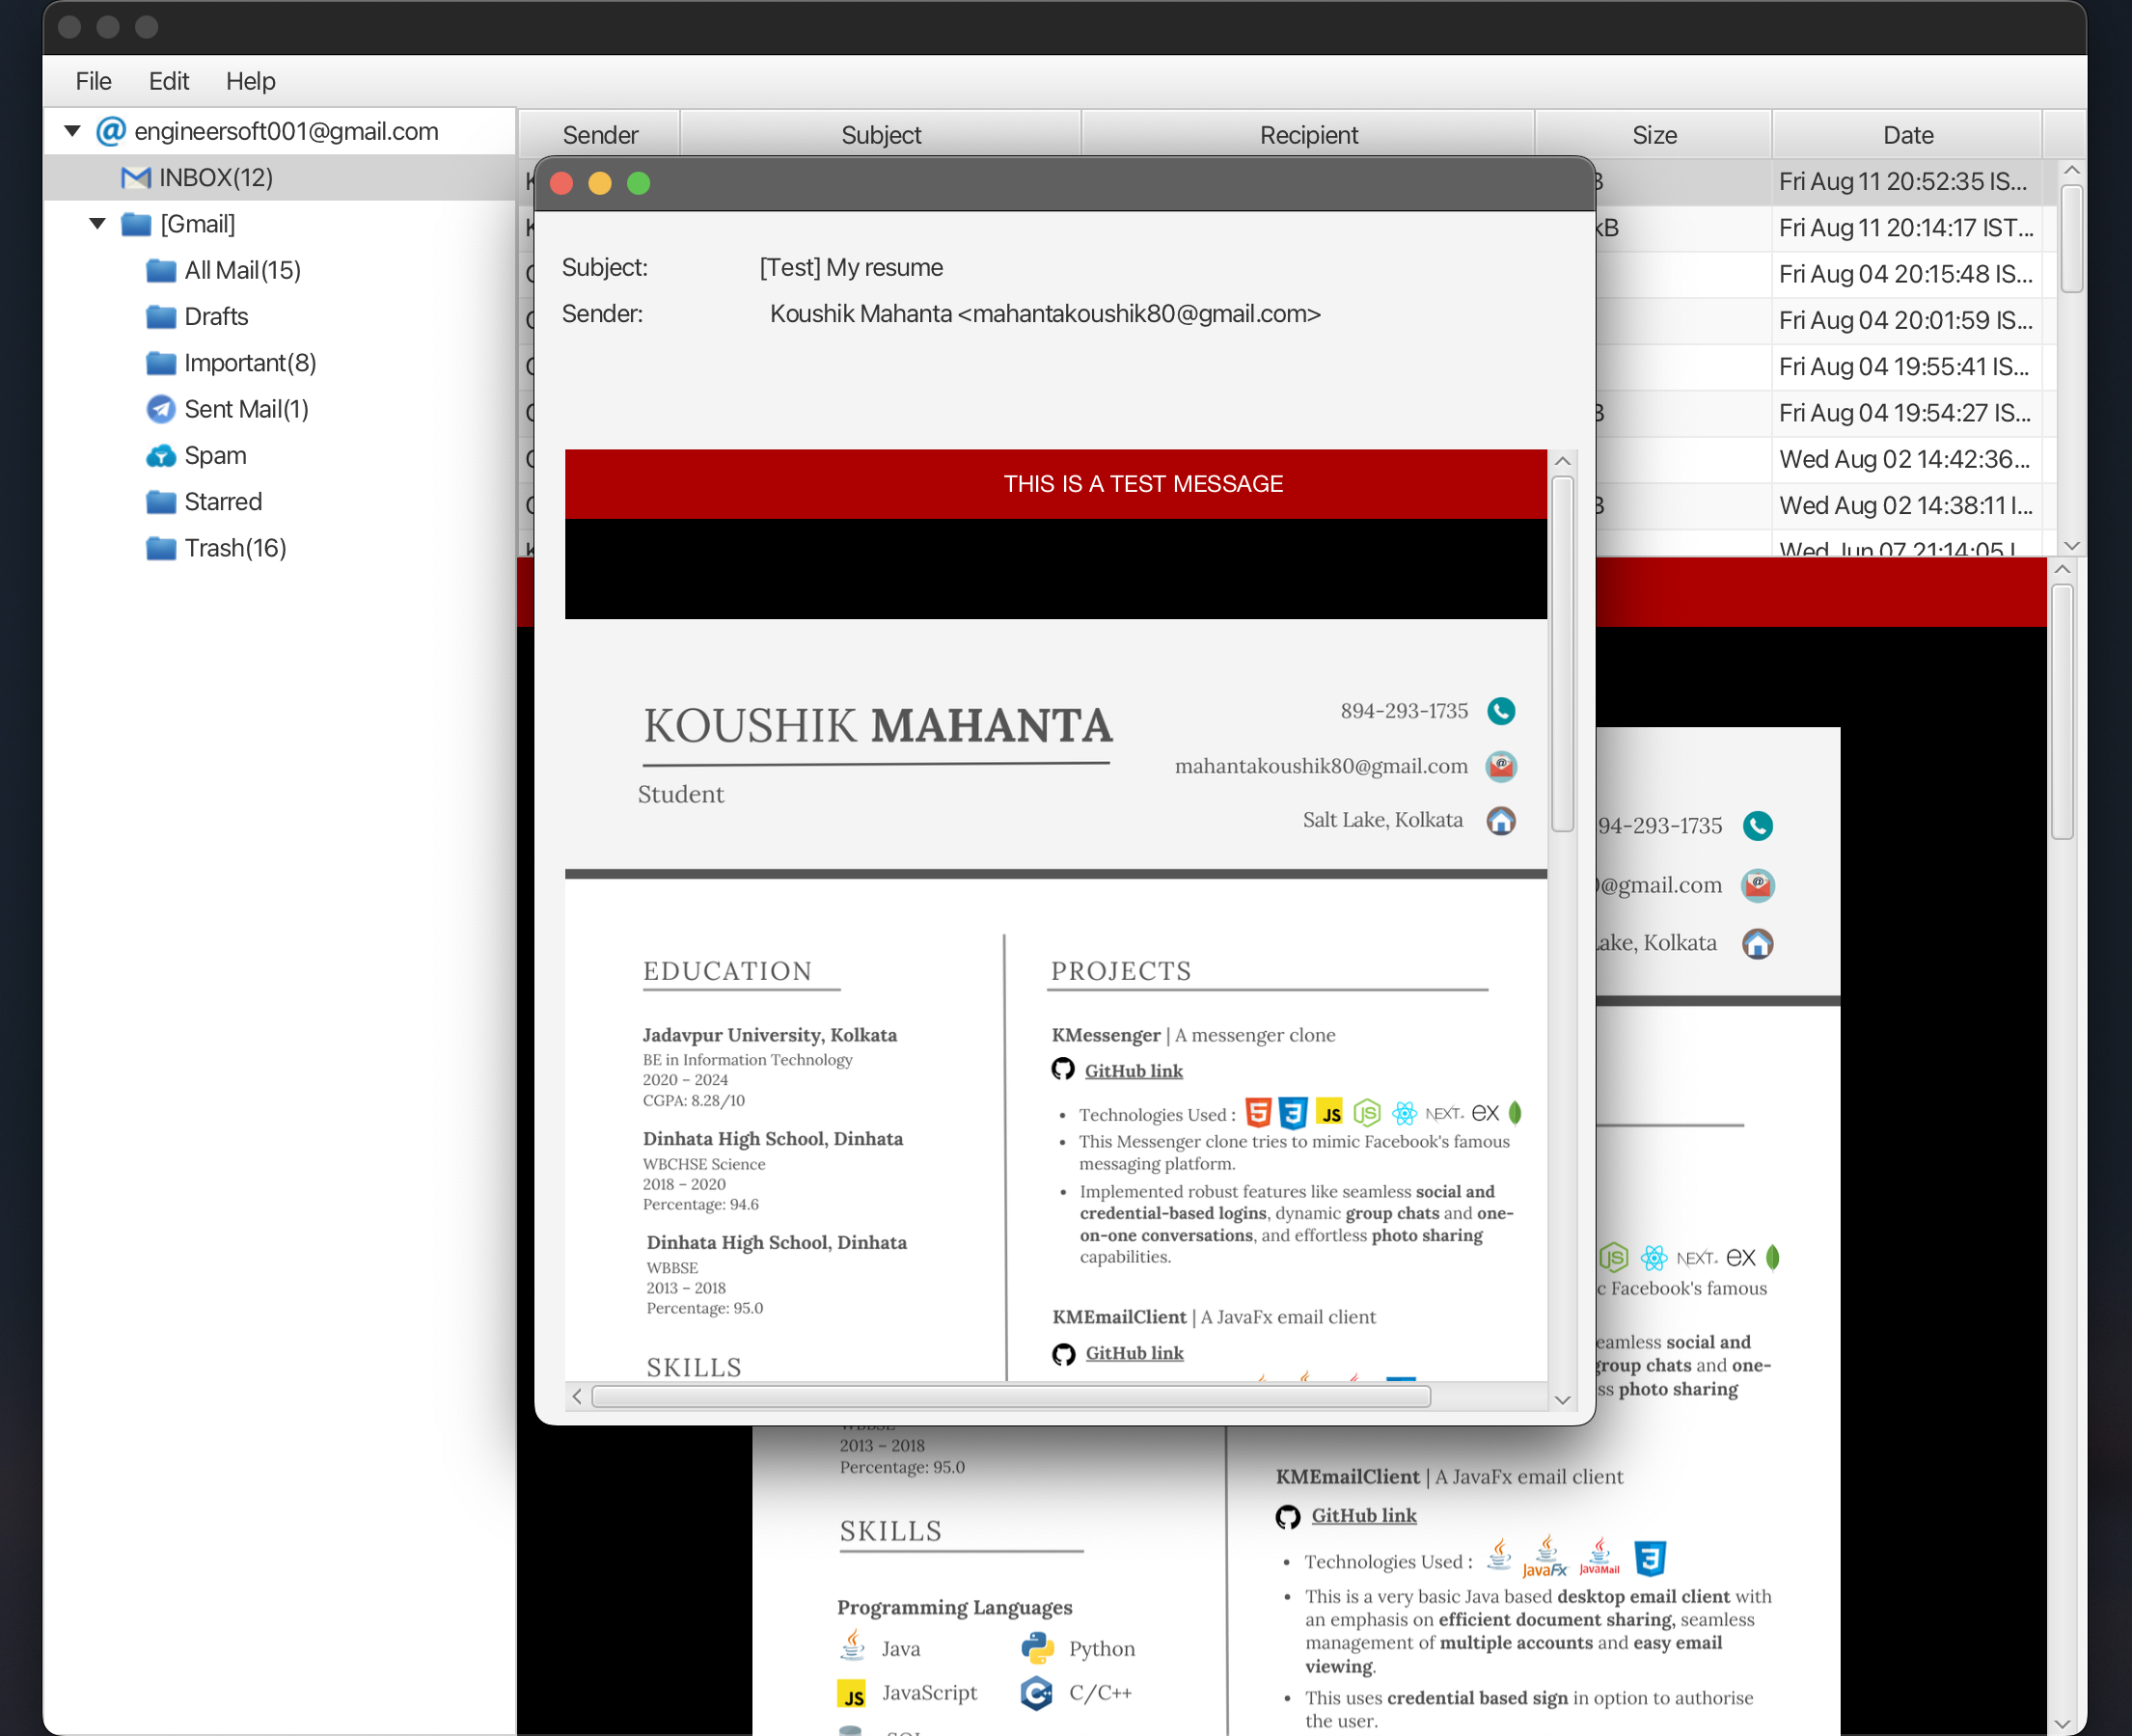 File Edit Help
engineersoft001@gmail.com
INBOX(12)
[Gmail]
All Mail(15)
Drafts
Important(8)
Sent Mail(1)
Spam
Starred
Trash(16)
Sender Subject Recipient Size Date
Fri Aug 11 20:52:35 IS...
kB Fri Aug 11 20:14:17 IST...
Fri Aug 04 20:15:48 IS...
Fri Aug 04 20:01:59 IS...
Fri Aug 04 19:55:41 IS...
Fri Aug 04 19:54:27 IS...
Wed Aug 02 14:42:36...
Wed Aug 02 14:38:11 I...
Wed Jun 07 21:14:05 I...
Subject: [Test] My resume
Sender: Koushik Mahanta <mahantakoushik80@gmail.com>
THIS IS A TEST MESSAGE
KOUSHIK MAHANTA
Student
894-293-1735
mahantakoushik80@gmail.com
Salt Lake, Kolkata
EDUCATION
Jadavpur University, Kolkata
BE in Information Technology
2020 – 2024
CGPA: 8.28/10
Dinhata High School, Dinhata
WBCHSE Science
2018 – 2020
Percentage: 94.6
Dinhata High School, Dinhata
WBBSE
2013 – 2018
Percentage: 95.0
SKILLS
PROJECTS
KMessenger | A messenger clone
GitHub link
• Technologies Used : 5 3 JS JS NEXT. ex
• This Messenger clone tries to mimic Facebook's famous
messaging platform.
• Implemented robust features like seamless social and
credential-based logins, dynamic group chats and one-
on-one conversations, and effortless photo sharing
capabilities.
KMEmailClient | A JavaFx email client
GitHub link
94-293-1735
@gmail.com
Lake, Kolkata
JS NEXT. ex
c Facebook's famous
eamless social and
group chats and one-
ss photo sharing
WBBSE
2013 – 2018
Percentage: 95.0
SKILLS
Programming Languages
Java Python
JS JavaScript C C/C++
KMEmailClient | A JavaFx email client
GitHub link
• Technologies Used : JavaFx JavaMail 3
• This is a very basic Java based desktop email client with
an emphasis on efficient document sharing, seamless
management of multiple accounts and easy email
viewing.
• This uses credential based sign in option to authorise
the user.